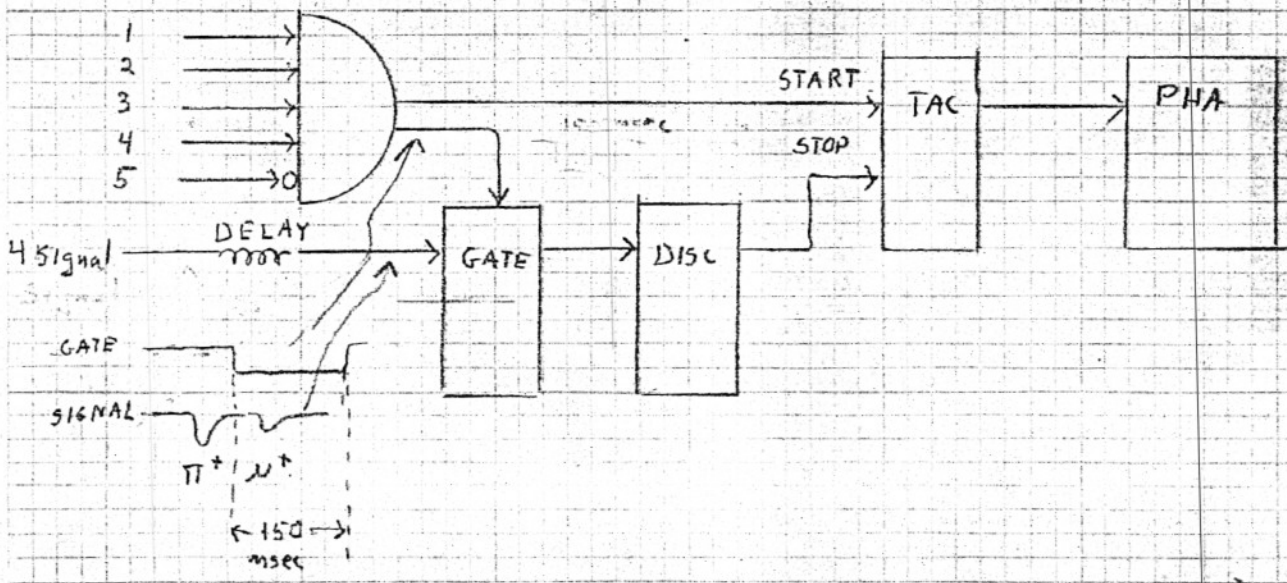 1
2
3
4
5
START
STOP
TAC
PHA
4 Signal
DELAY
GATE
DISC
GATE
SIGNAL
π⁺ μ⁺
150
nsec